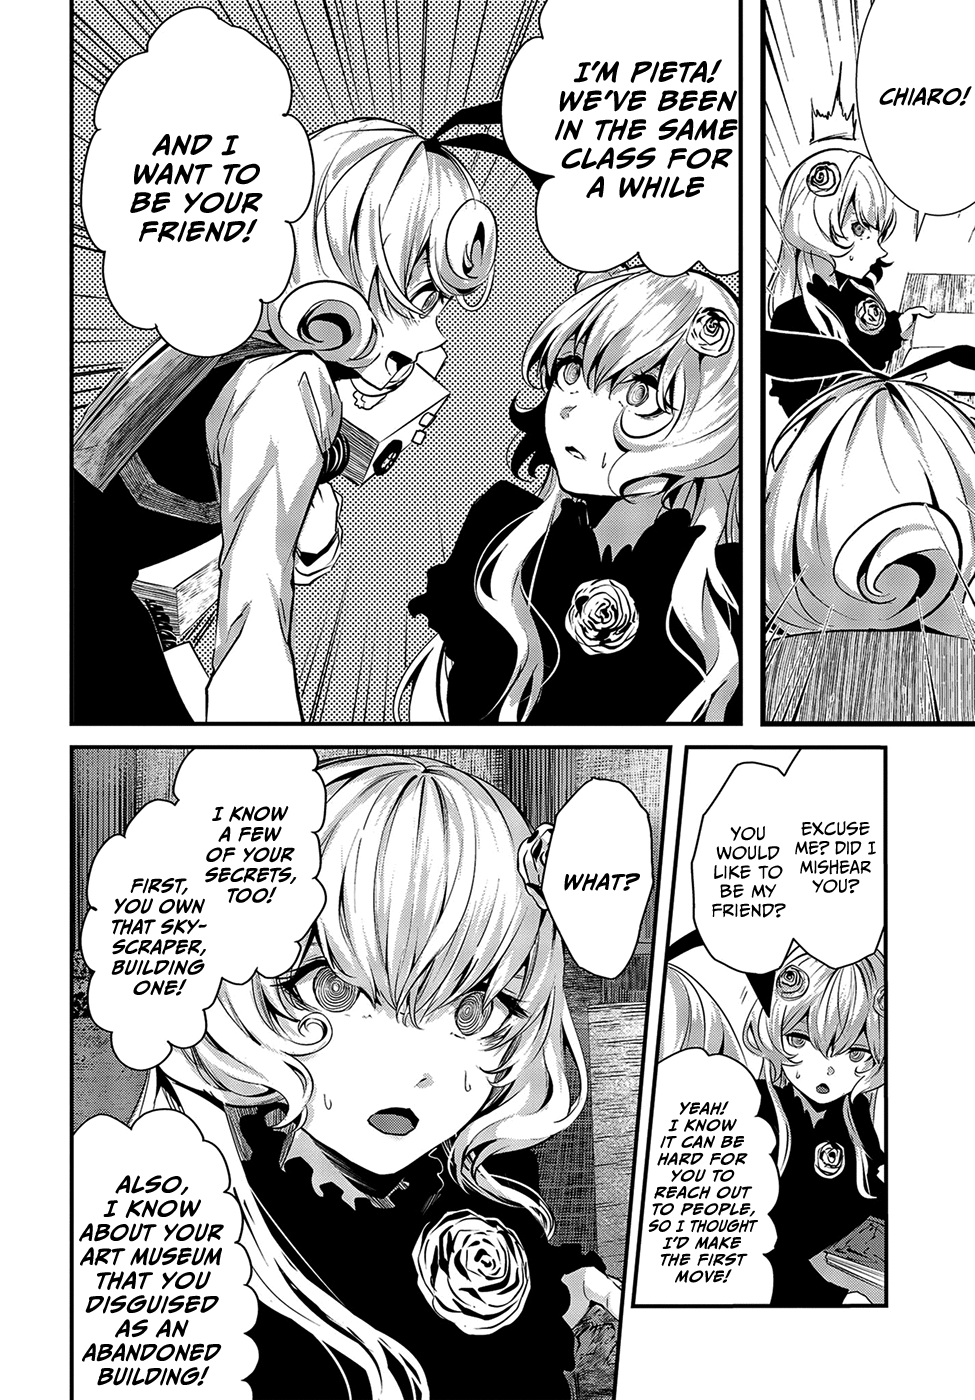 CHIARO!
I'M PIETA!
WE'VE BEEN
IN THE SAME
CLASS FOR
A WHILE
AND I
WANT TO
BE YOUR
FRIEND!
EXCUSE
ME? DID I
MISHEAR
YOU?
YOU
WOULD
LIKE TO
BE MY
FRIEND?
YEAH!
I KNOW
IT CAN BE
HARD FOR
YOU TO
REACH OUT
TO PEOPLE,
SO I THOUGHT
I'D MAKE
THE FIRST
MOVE!
WHAT?
I KNOW
A FEW
OF YOUR
SECRETS,
TOO!
FIRST,
YOU OWN
THAT SKY-
SCRAPER,
BUILDING
ONE!
ALSO,
I KNOW
ABOUT YOUR
ART MUSEUM
THAT YOU
DISGUISED
AS AN
ABANDONED
BUILDING!